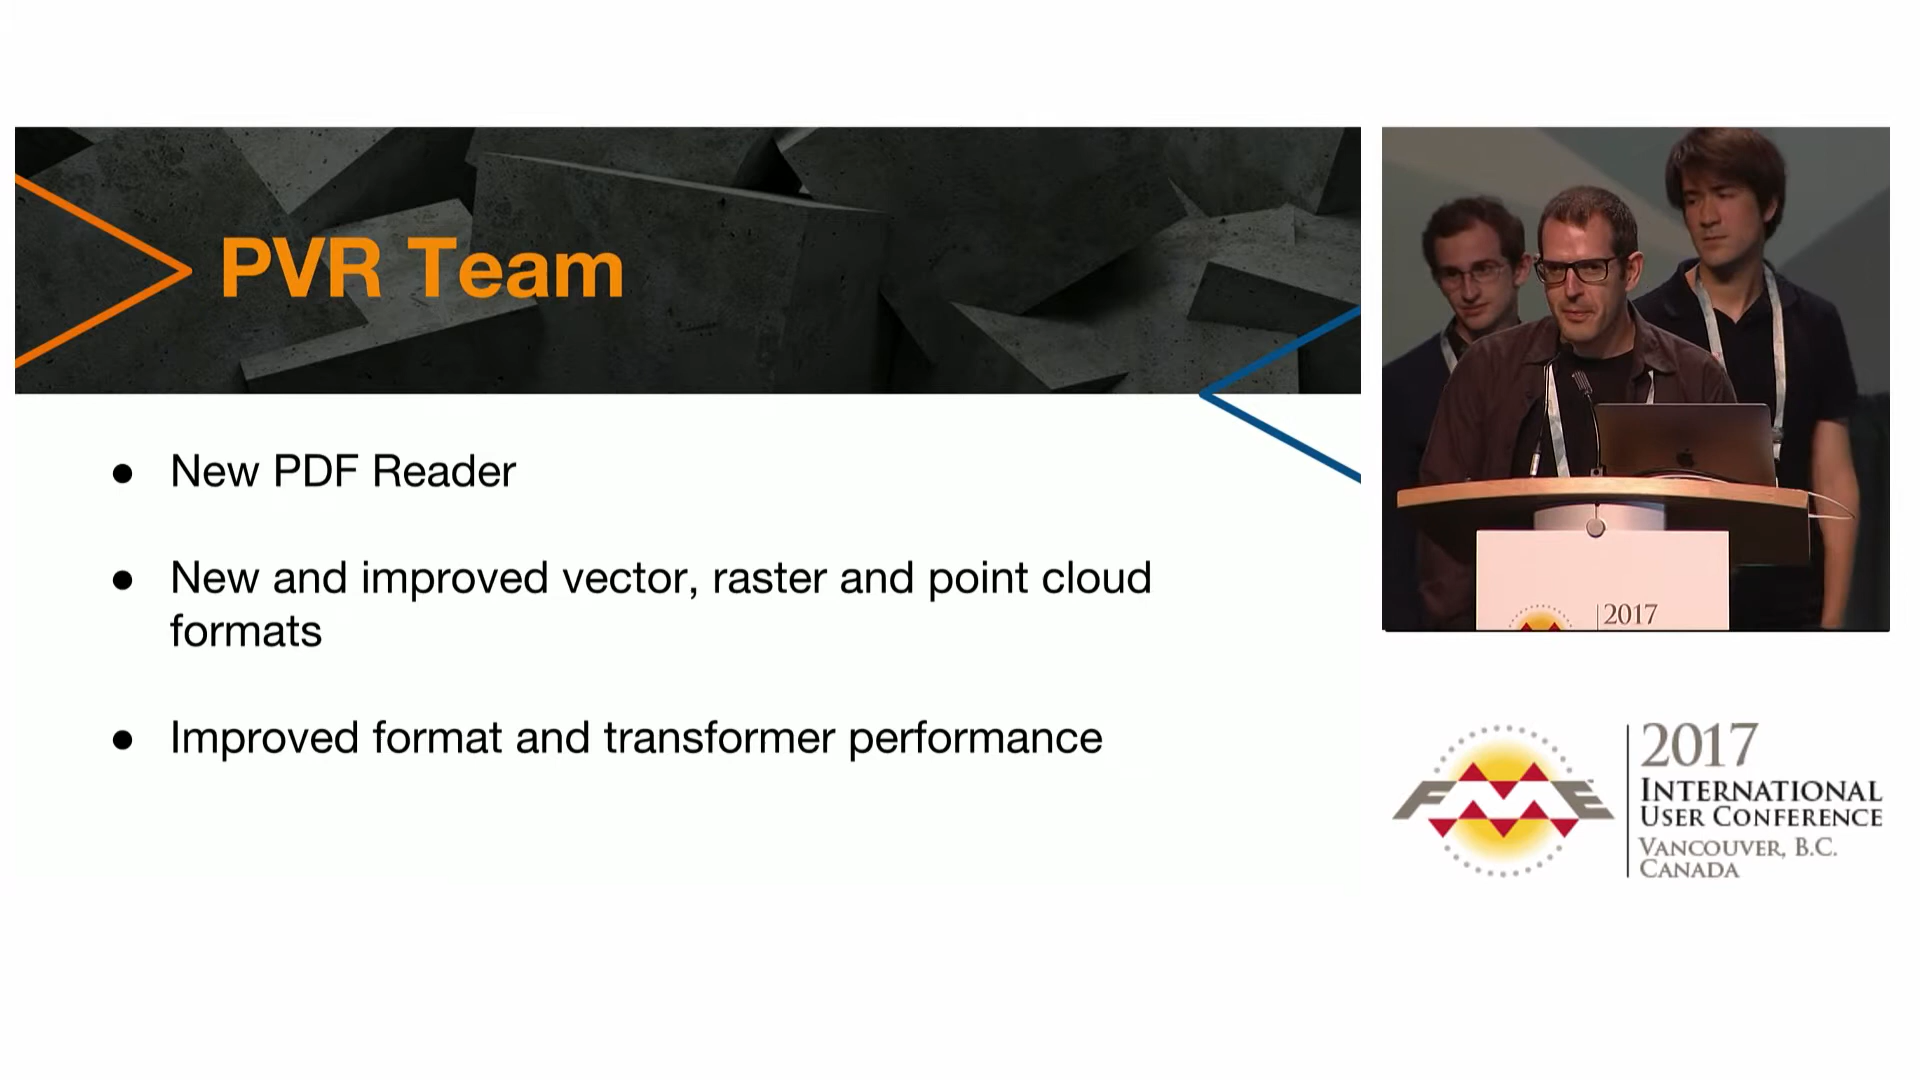 PVR Team
● New PDF Reader
● New and improved vector, raster and point cloud
formats
● Improved format and transformer performance
2017
FME
2017
INTERNATIONAL
USER CONFERENCE
VANCOUVER, B.C.
CANADA